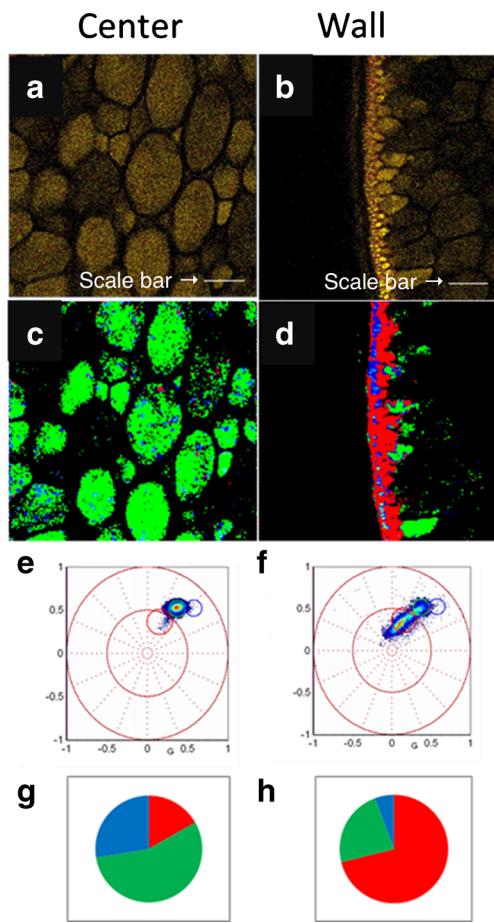 Center Wall
a b
Scale bar → Scale bar →
c d
e f
1 1
0.5 0.5
0 0
-0.5 -0.5
-1 -1
-1 -0.5 0 0.5 1 -1 -0.5 0 0.5 1
G G
g h